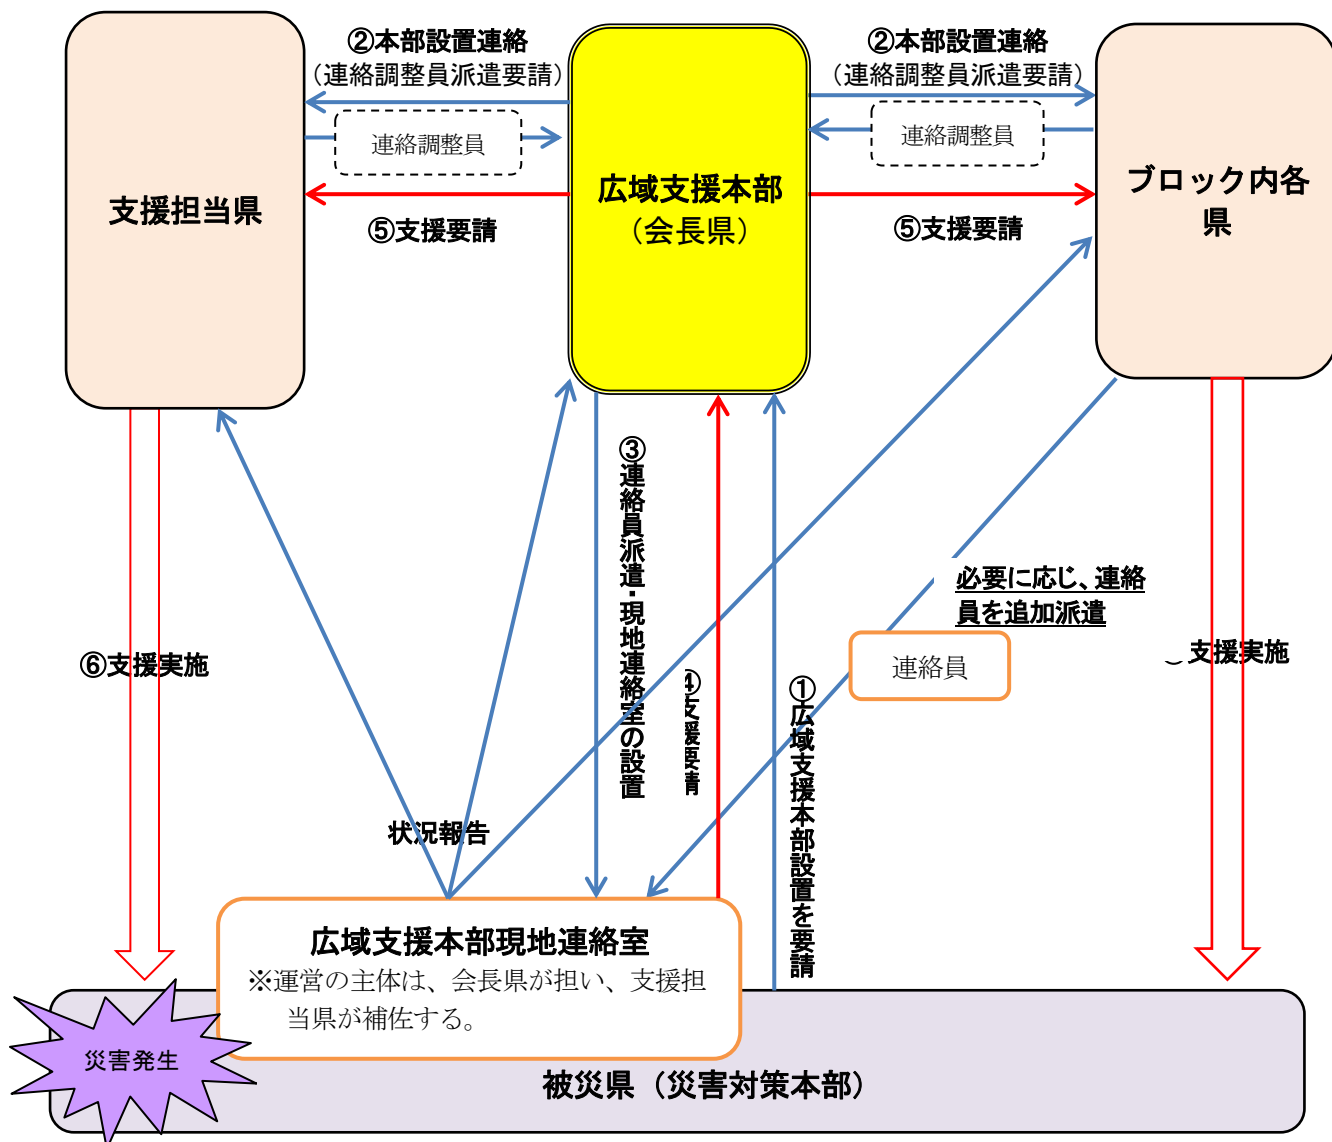 ②本部設置連絡
（連絡調整員派遣要請）
連絡調整員
⑤支援要請
支援担当県
広域支援本部
（会長県）
②本部設置連絡
（連絡調整員派遣要請）
連絡調整員
⑤支援要請
ブロック内各
県
③連絡員派遣・現地連絡室の設置
④支援要請
①広域支援本部設置を要請
必要に応じ、連絡
員を追加派遣
連絡員
⑥支援実施
支援実施
状況報告
広域支援本部現地連絡室
※運営の主体は、会長県が担い、支援担
当県が補佐する。
災害発生
被災県（災害対策本部）